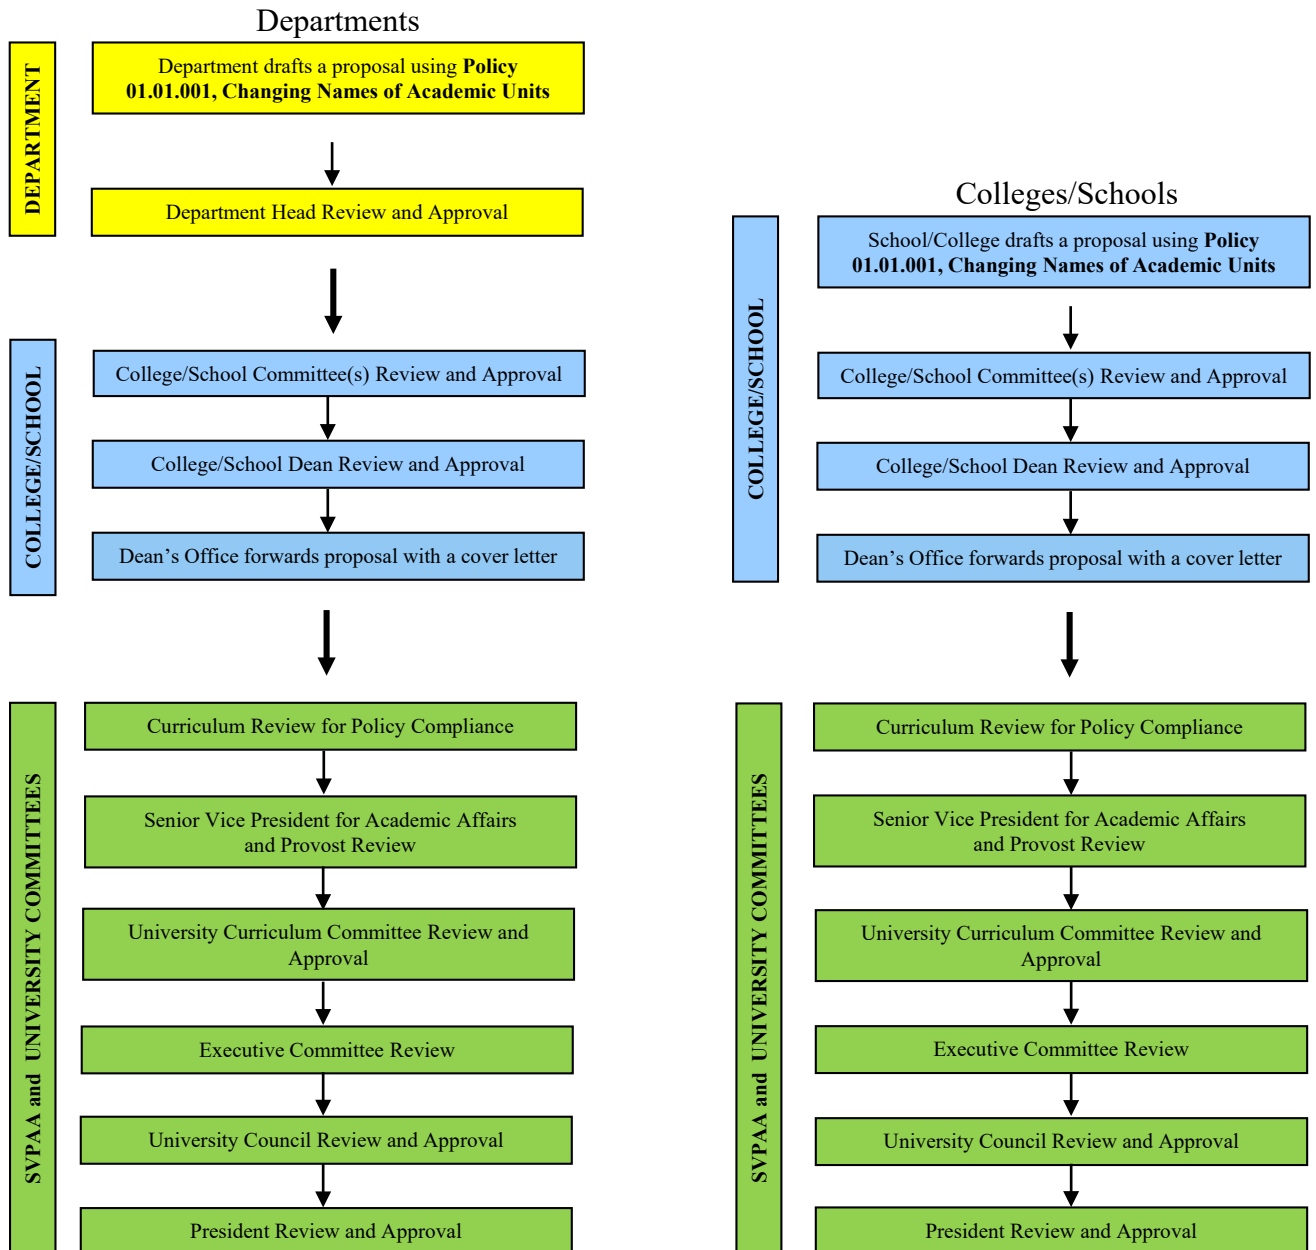 Departments
DEPARTMENT
Department drafts a proposal using Policy
01.01.001, Changing Names of Academic Units
Department Head Review and Approval
COLLEGE/SCHOOL
College/School Committee(s) Review and Approval
College/School Dean Review and Approval
Dean’s Office forwards proposal with a cover letter
SVPAA and UNIVERSITY COMMITTEES
Curriculum Review for Policy Compliance
Senior Vice President for Academic Affairs
and Provost Review
University Curriculum Committee Review and
Approval
Executive Committee Review
University Council Review and Approval
President Review and Approval
Colleges/Schools
COLLEGE/SCHOOL
School/College drafts a proposal using Policy
01.01.001, Changing Names of Academic Units
College/School Committee(s) Review and Approval
College/School Dean Review and Approval
Dean’s Office forwards proposal with a cover letter
SVPAA and UNIVERSITY COMMITTEES
Curriculum Review for Policy Compliance
Senior Vice President for Academic Affairs
and Provost Review
University Curriculum Committee Review and
Approval
Executive Committee Review
University Council Review and Approval
President Review and Approval